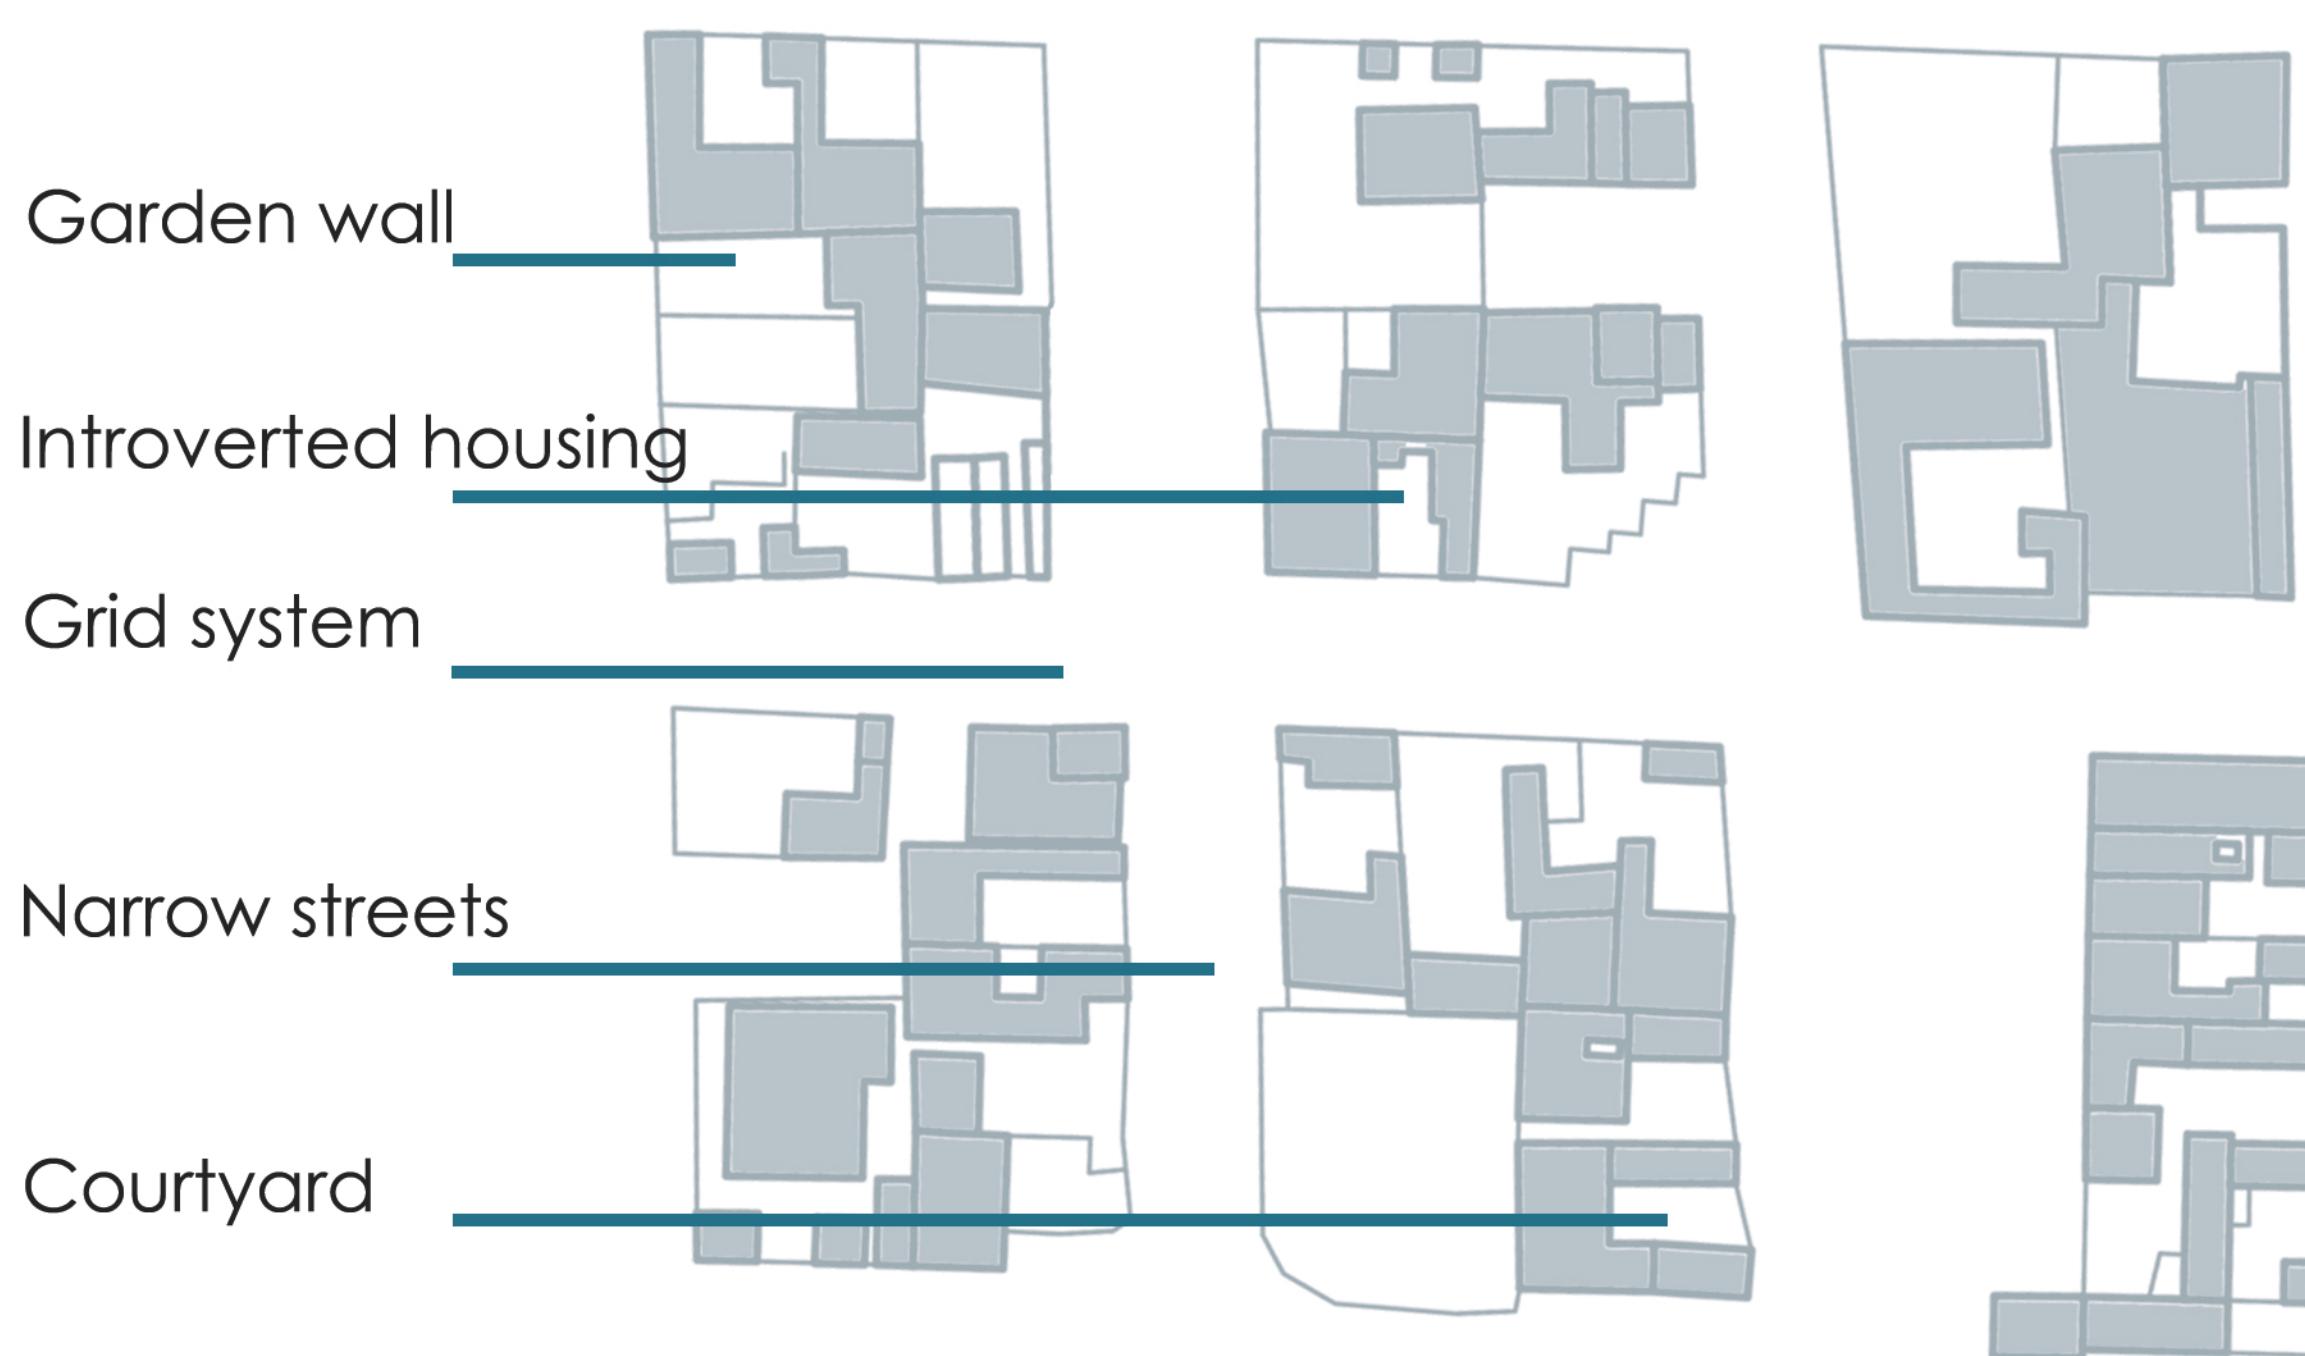 Garden wall
Introverted housing
Grid system
Narrow streets
Courtyard